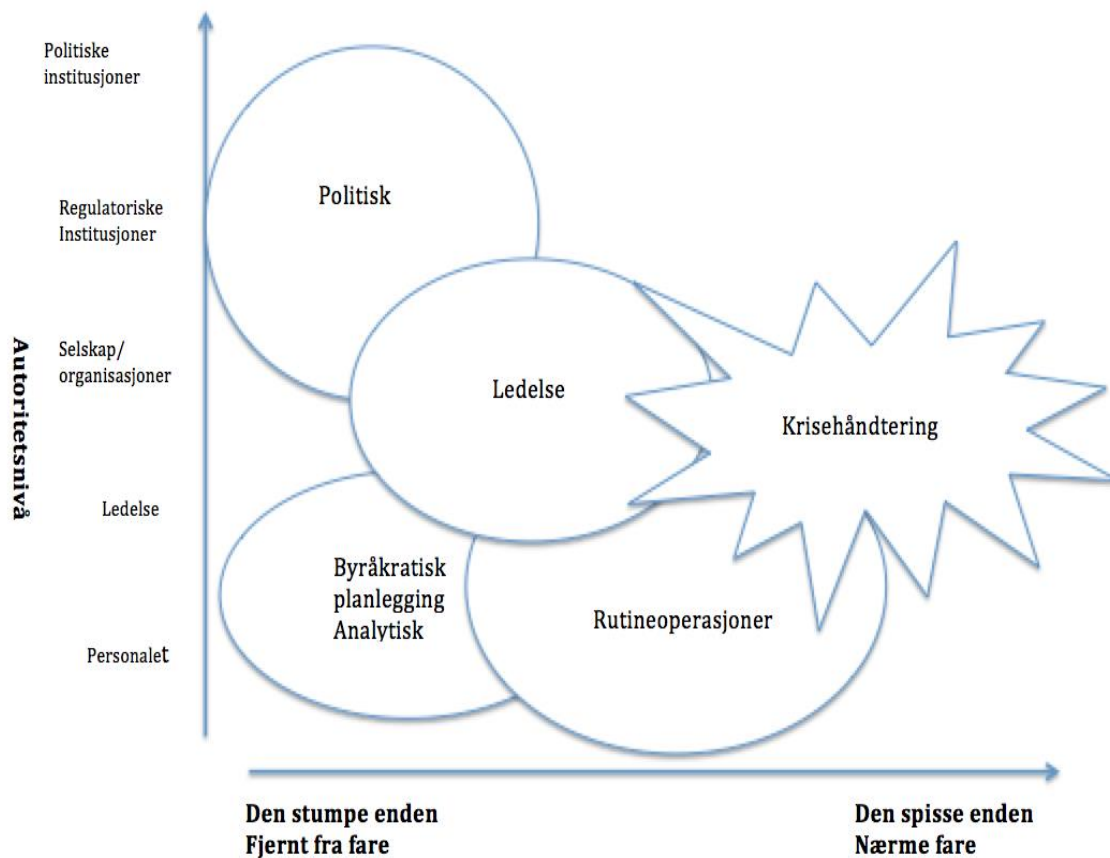 Politiske
institusjoner
Politisk
Regulatoriske
Institusjoner
Autoritetsnivå
Selskap/
organisasjoner
Ledelse
Krisehåndtering
Ledelse
Byråkratisk
planlegging
Analytisk
Rutineoperasjoner
Personalet
Den stumpe enden
Fjernt fra fare
Den spisse enden
Nærme fare